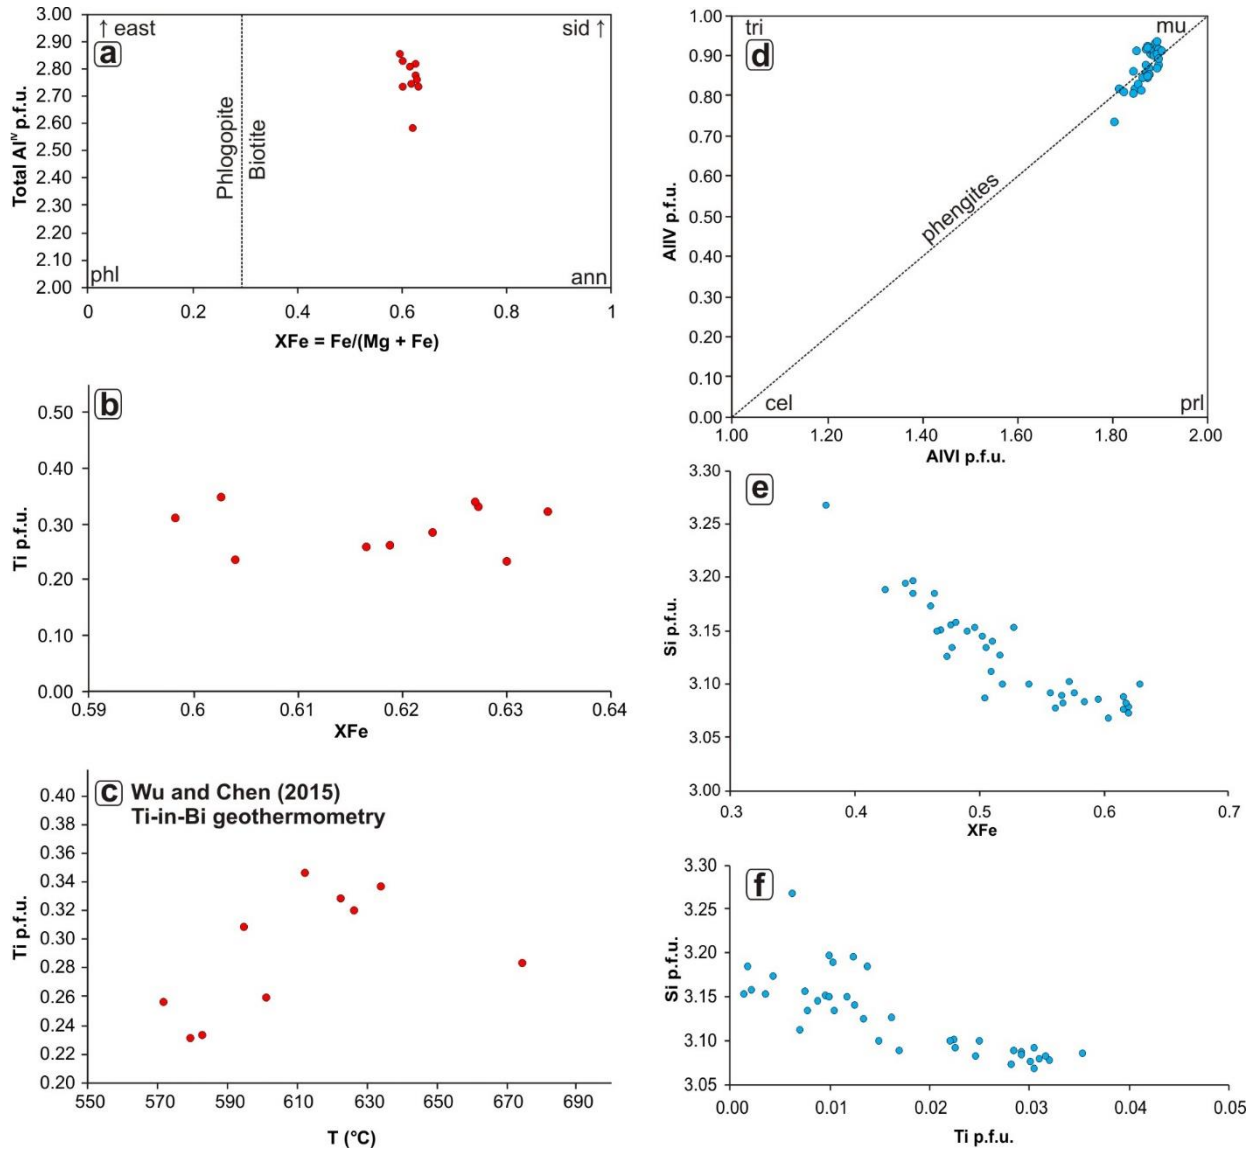 a
↑ east
sid ↑
3.00
2.90
2.80
2.70
2.60
2.50
2.40
2.30
2.20
2.10
2.00
Total Al^IV p.f.u.
Phlogopite
Biotite
phl
ann
0 0.2 0.4 0.6 0.8 1
XFe = Fe/(Mg + Fe)
b
0.50
0.40
0.30
0.20
0.10
0.00
Ti p.f.u.
0.59 0.6 0.61 0.62 0.63 0.64
XFe
c Wu and Chen (2015)
Ti-in-Bi geothermometry
0.40
0.38
0.36
0.34
0.32
0.30
0.28
0.26
0.24
0.22
0.20
Ti p.f.u.
550 570 590 610 630 650 670 690
T (°C)
d
tri
mu
1.00
0.90
0.80
0.70
0.60
0.50
0.40
0.30
0.20
0.10
0.00
AlIV p.f.u.
phengites
cel
prl
1.00 1.20 1.40 1.60 1.80 2.00
AlVI p.f.u.
e
3.30
3.25
3.20
3.15
3.10
3.05
3.00
Si p.f.u.
0.3 0.4 0.5 0.6 0.7
XFe
f
3.30
3.25
3.20
3.15
3.10
3.05
Si p.f.u.
0.00 0.01 0.02 0.03 0.04 0.05
Ti p.f.u.